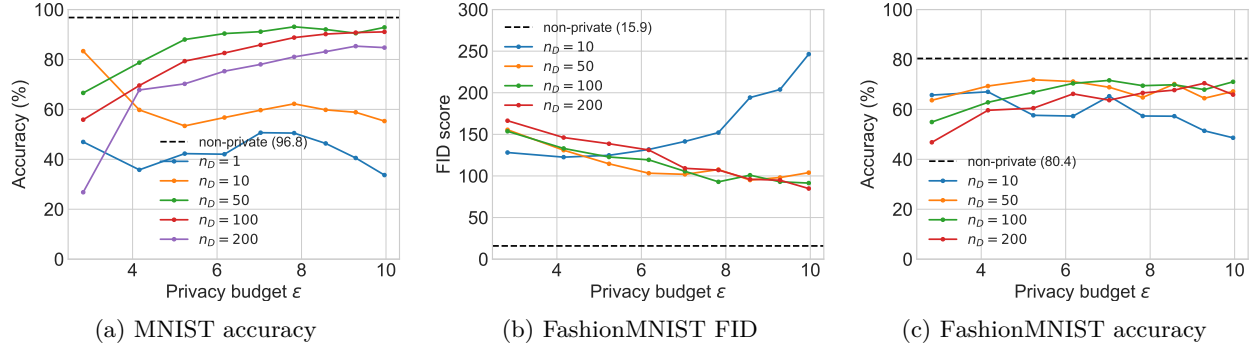 100
80
60
40
20
0
Accuracy (%)
non-private (96.8)
n_D = 1
n_D = 10
n_D = 50
n_D = 100
n_D = 200
4 6 8 10
Privacy budget ε
(a) MNIST accuracy
300
250
200
150
100
50
0
FID score
non-private (15.9)
n_D = 10
n_D = 50
n_D = 100
n_D = 200
4 6 8 10
Privacy budget ε
(b) FashionMNIST FID
100
80
60
40
20
0
Accuracy (%)
non-private (80.4)
n_D = 10
n_D = 50
n_D = 100
n_D = 200
4 6 8 10
Privacy budget ε
(c) FashionMNIST accuracy